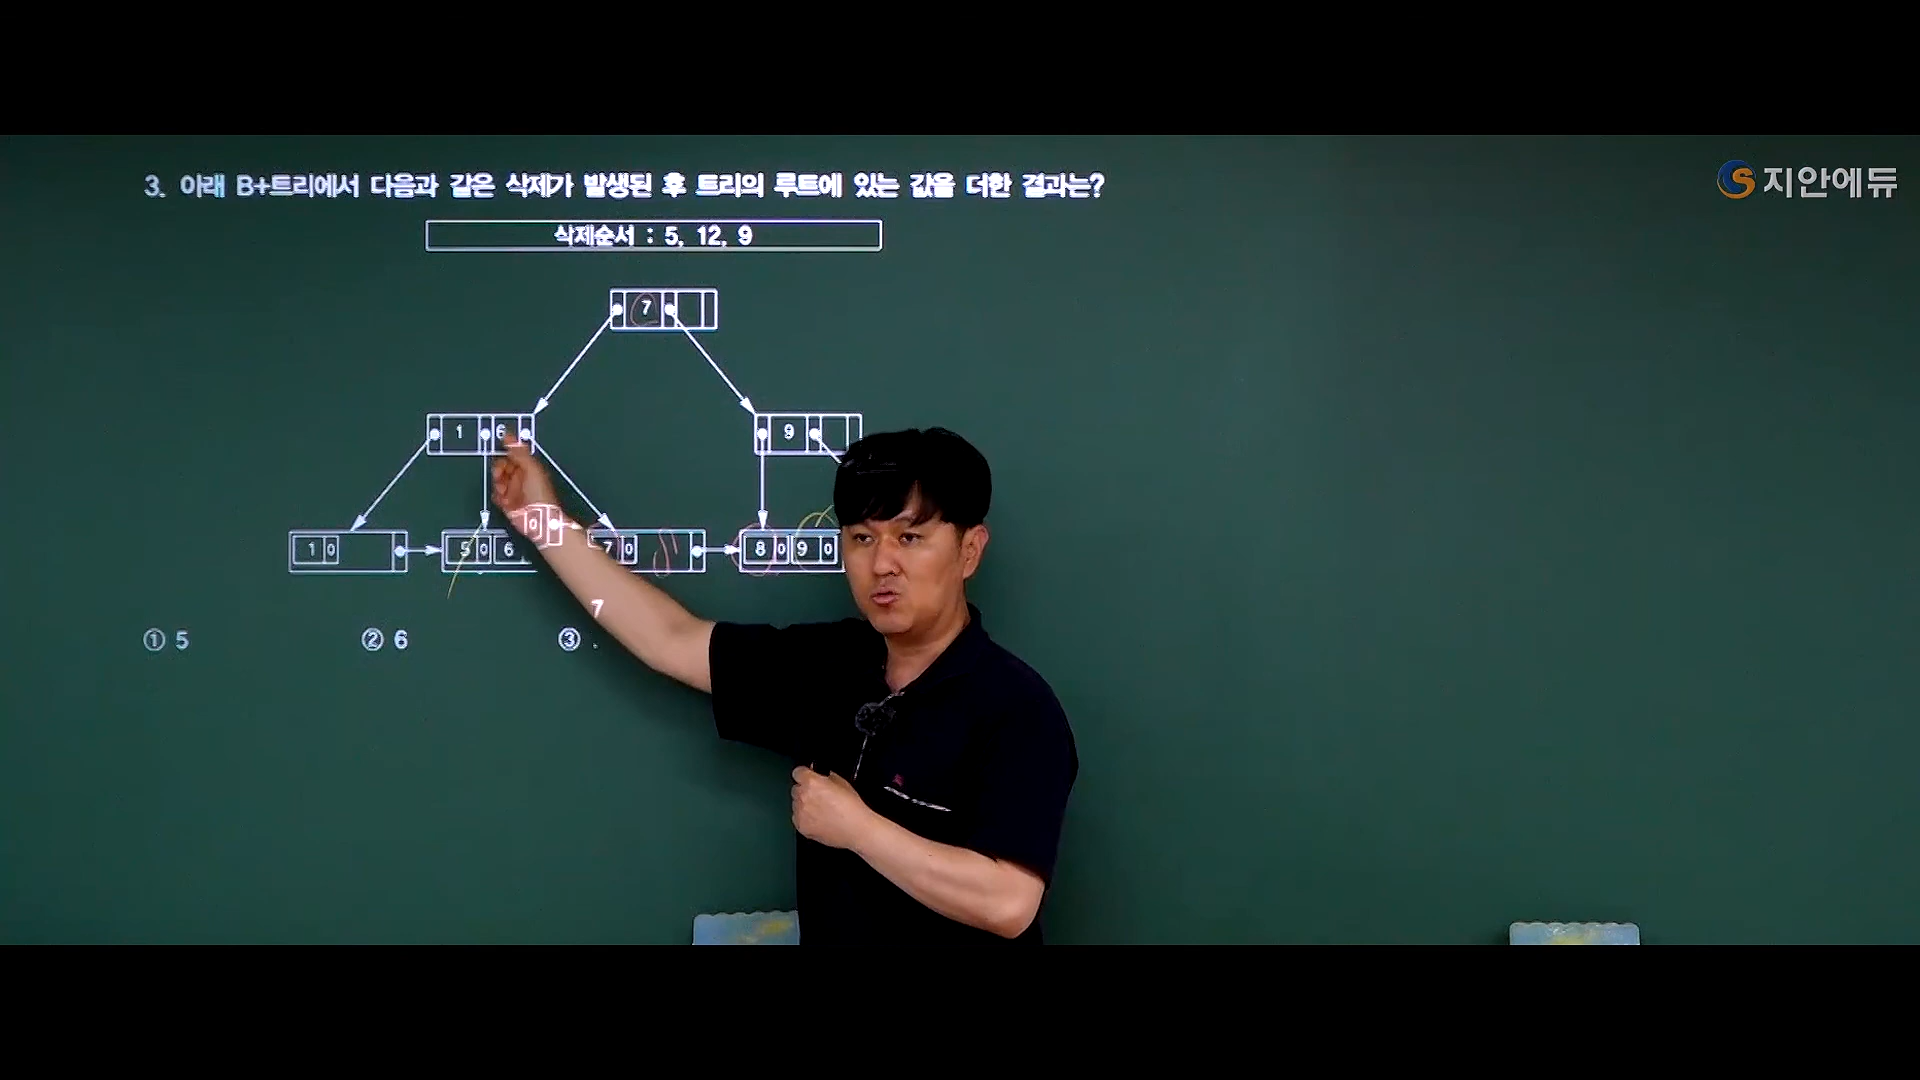 지안에듀
3. 아래 B+트리에서 다음과 같은 삭제가 발생된 후 트리의 루트에 있는 값을 더한 결과는?
삭제순서 : 5, 12, 9
7
1 6 9
1 0 5 0 6 0 7 0 8 0 9 0
7
① 5 ② 6 ③